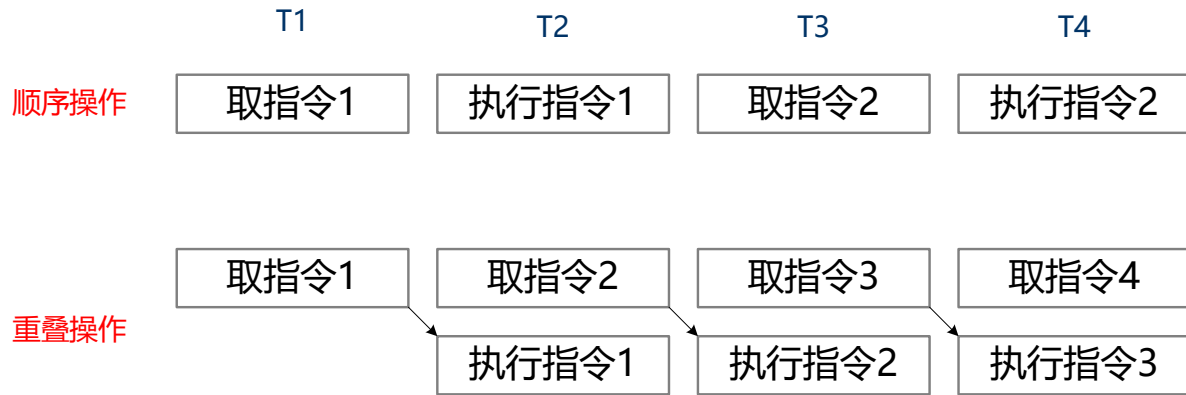 T1 T2 T3 T4
顺序操作 取指令1 执行指令1 取指令2 执行指令2
取指令1 取指令2 取指令3 取指令4
重叠操作
执行指令1 执行指令2 执行指令3